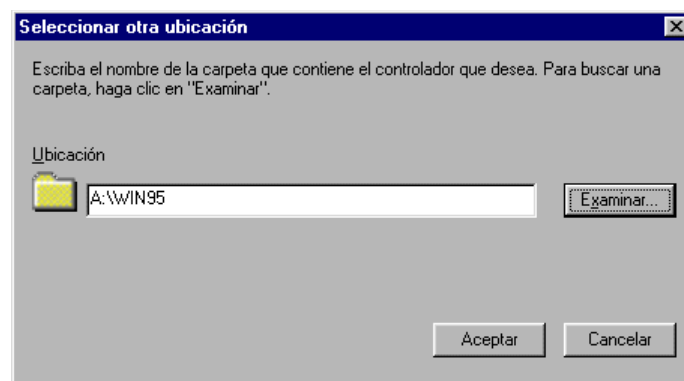 Seleccionar otra ubicación
Escriba el nombre de la carpeta que contiene el controlador que desea. Para buscar una
carpeta, haga clic en "Examinar".
Ubicación
A:\WIN95
Examinar...
Aceptar
Cancelar